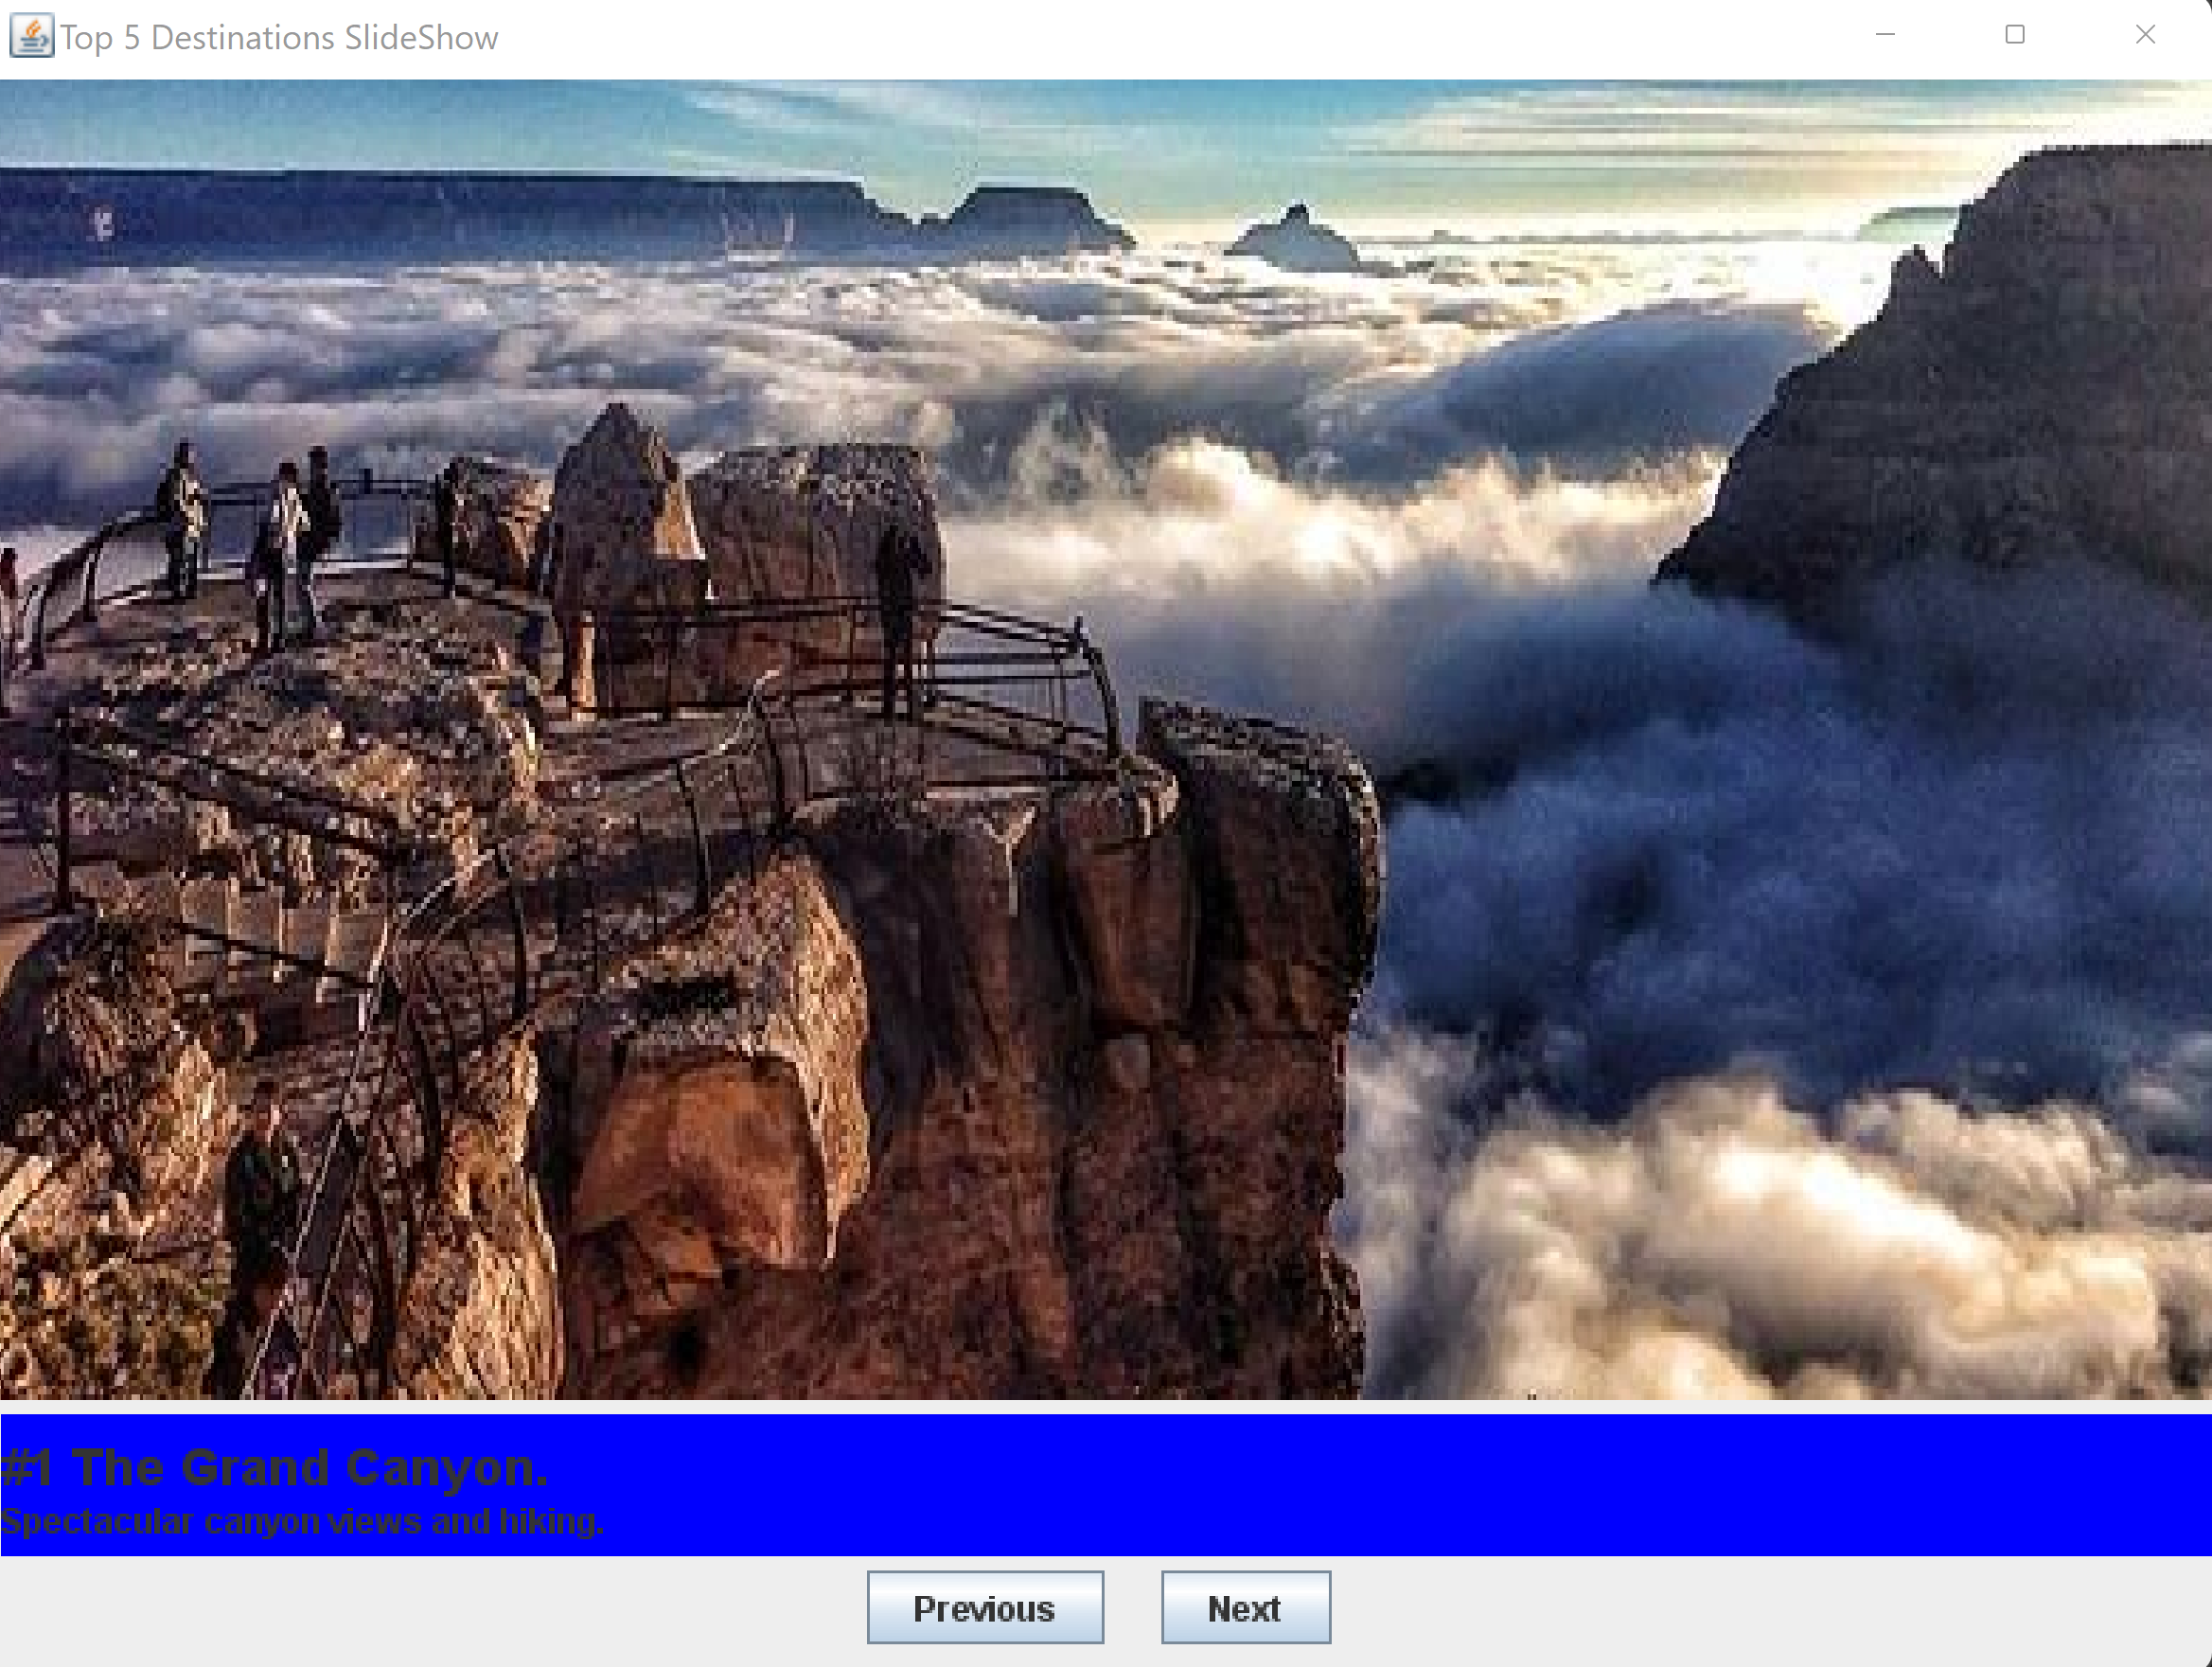 Top 5 Destinations SlideShow
#1 The Grand Canyon.
Spectacular canyon views and hiking.
Previous Next